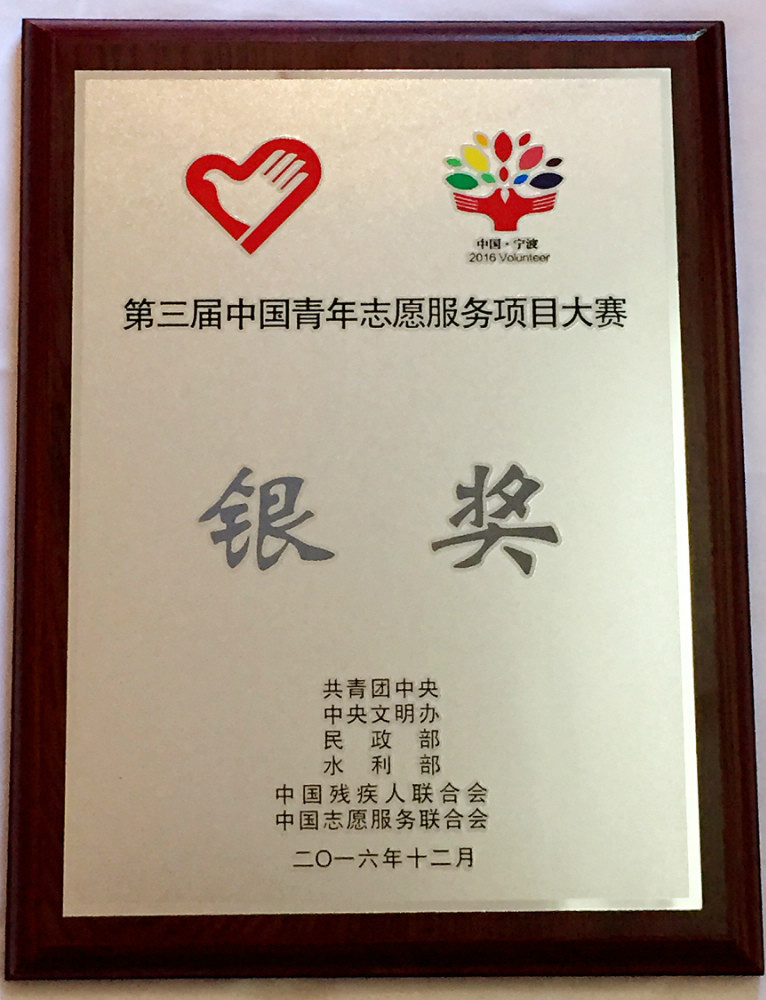 中国·宁波
2016 Volunteer
第三届中国青年志愿服务项目大赛
银奖
共青团中央
中央文明办
民政部
水利部
中国残疾人联合会
中国志愿服务联合会
二〇一六年十二月